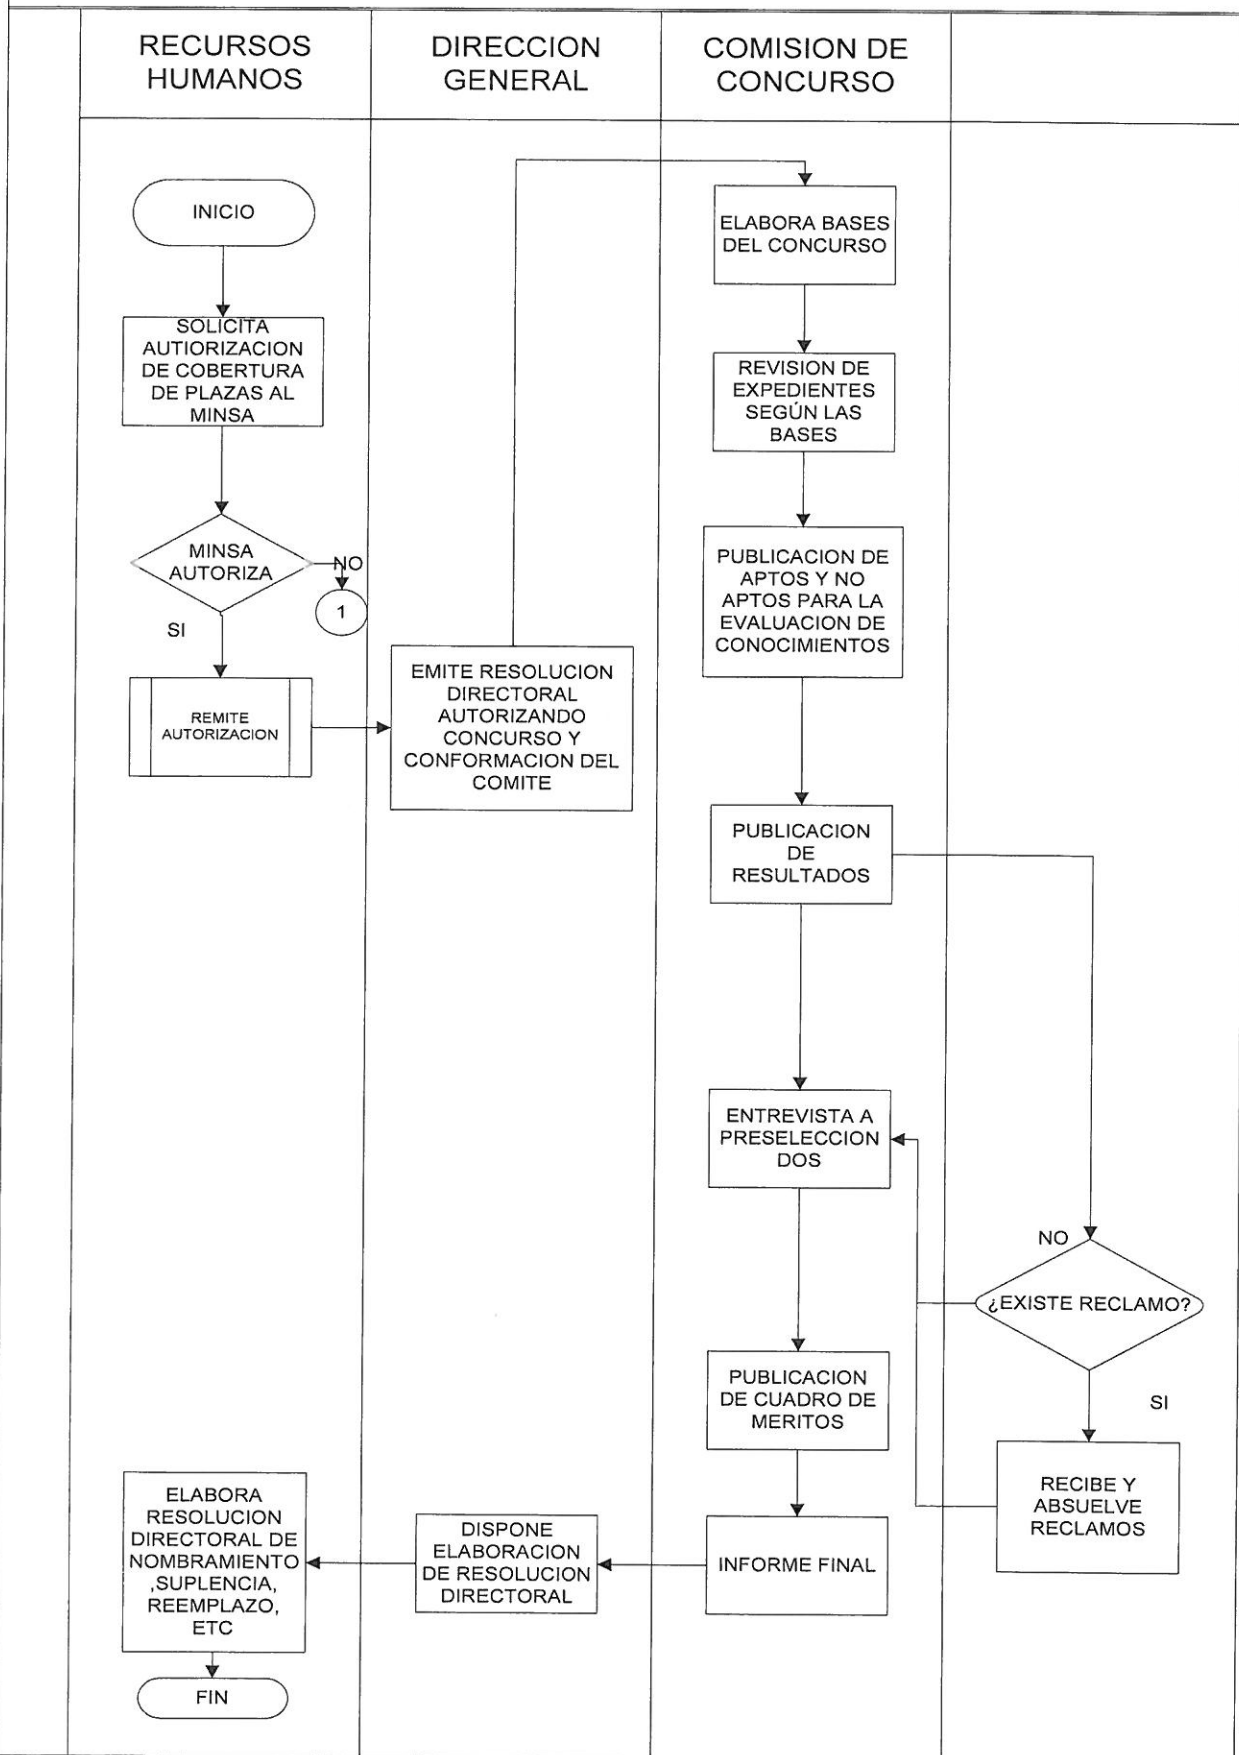 RECURSOS
HUMANOS
DIRECCION
GENERAL
COMISION DE
CONCURSO
INICIO
SOLICITA
AUTIORIZACION
DE COBERTURA
DE PLAZAS AL
MINSA
MINSA
AUTORIZA
NO
1
SI
REMITE
AUTORIZACION
EMITE RESOLUCION
DIRECTORAL
AUTORIZANDO
CONCURSO Y
CONFORMACION DEL
COMITE
ELABORA BASES
DEL CONCURSO
REVISION DE
EXPEDIENTES
SEGÚN LAS
BASES
PUBLICACION DE
APTOS Y NO
APTOS PARA LA
EVALUACION DE
CONOCIMIENTOS
PUBLICACION
DE
RESULTADOS
ENTREVISTA A
PRESELECCION
DOS
NO
¿EXISTE RECLAMO?
SI
RECIBE Y
ABSUELVE
RECLAMOS
PUBLICACION
DE CUADRO DE
MERITOS
INFORME FINAL
DISPONE
ELABORACION
DE RESOLUCION
DIRECTORAL
ELABORA
RESOLUCION
DIRECTORAL DE
NOMBRAMIENTO
,SUPLENCIA,
REEMPLAZO,
ETC
FIN